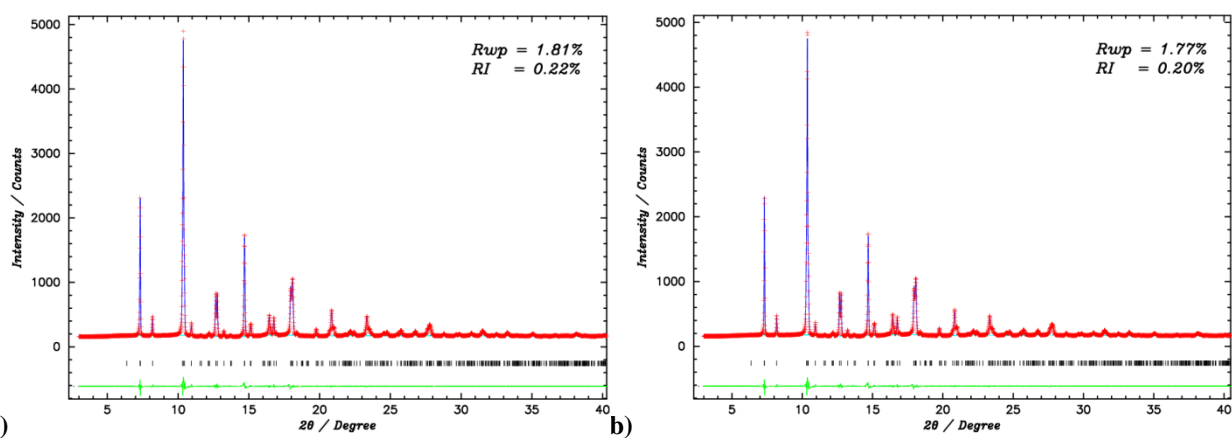 5000
4000
3000
2000
1000
0
Intensity / Counts
Rwp = 1.81%
RI = 0.22%
5 10 15 20 25 30 35 40
2θ / Degree
)
5000
4000
3000
2000
1000
0
Intensity / Counts
Rwp = 1.77%
RI = 0.20%
5 10 15 20 25 30 35 40
2θ / Degree
b)